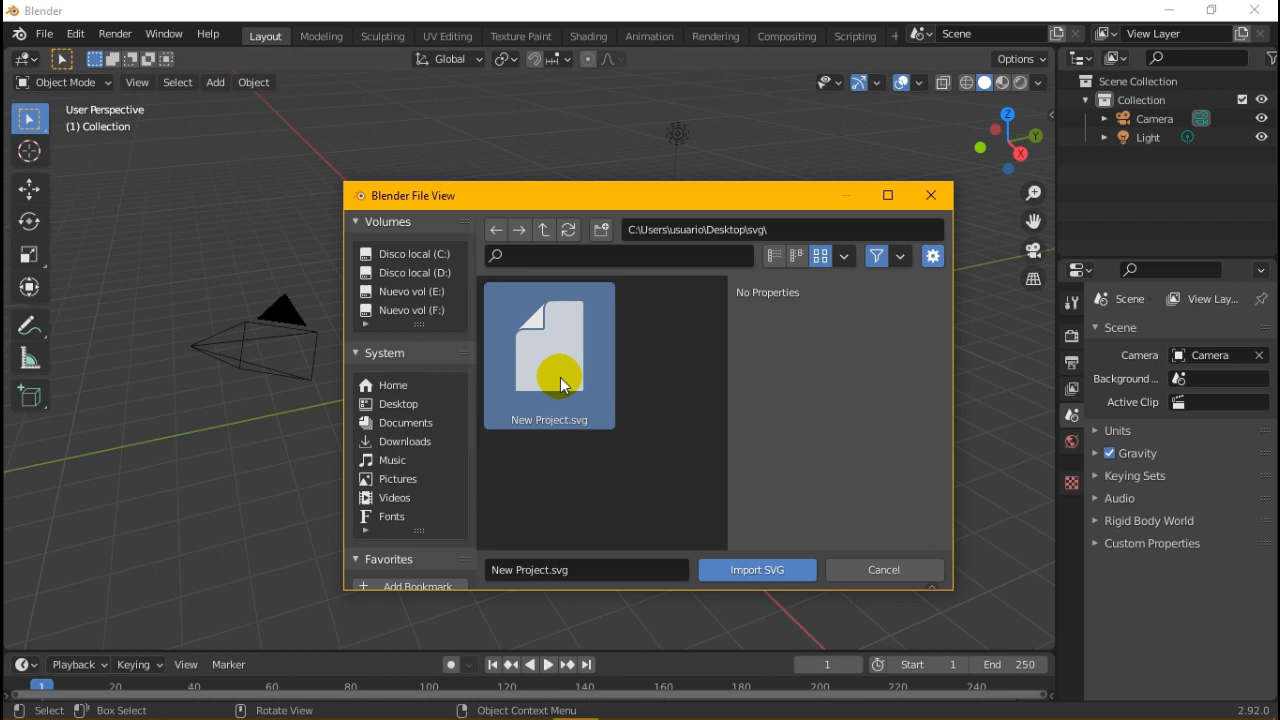 Blender
File Edit Render Window Help Layout Modeling Sculpting UV Editing Texture Paint Shading Animation Rendering Compositing Scripting + Scene View Layer
Global Options
Object Mode View Select Add Object
User Perspective
(1) Collection
Z
Y
X
Scene Collection
Collection
Camera
Light
Blender File View
Volumes
Disco local (C:)
Disco local (D:)
Nuevo vol (E:)
Nuevo vol (F:)
System
Home
Desktop
Documents
Downloads
Music
Pictures
Videos
Fonts
Favorites
Add Bookmark
C:\Users\usuario\Desktop\svg\
New Project.svg
No Properties
New Project.svg Import SVG Cancel
Scene View Lay...
Scene
Camera Camera
Background ...
Active Clip
Units
Gravity
Keying Sets
Audio
Rigid Body World
Custom Properties
Playback Keying View Marker 1 Start 1 End 250
1 20 40 60 80 100 120 140 160 180 200 220 240
Select Box Select Rotate View Object Context Menu 2.92.0